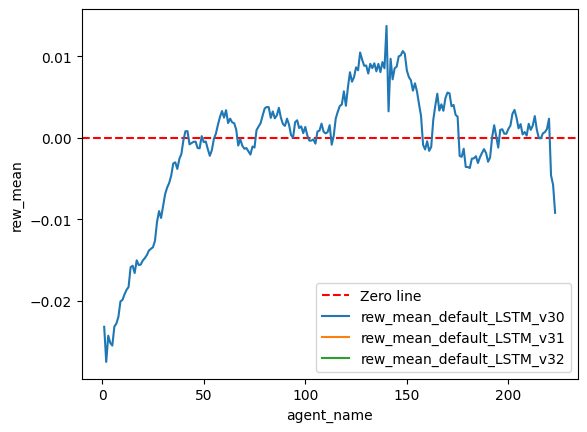 0.01
0.00
−0.01
−0.02
rew_mean
0
50
100
150
200
agent_name
Zero line
rew_mean_default_LSTM_v30
rew_mean_default_LSTM_v31
rew_mean_default_LSTM_v32